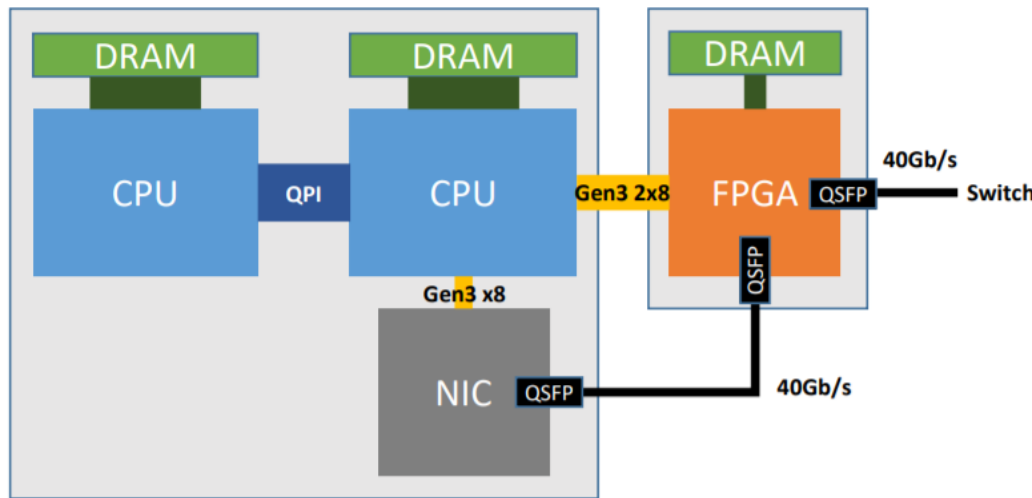 DRAM
DRAM
DRAM
CPU
QPI
CPU
Gen3 2x8
FPGA
QSFP
40Gb/s
Switch
QSFP
Gen3 x8
NIC
QSFP
40Gb/s